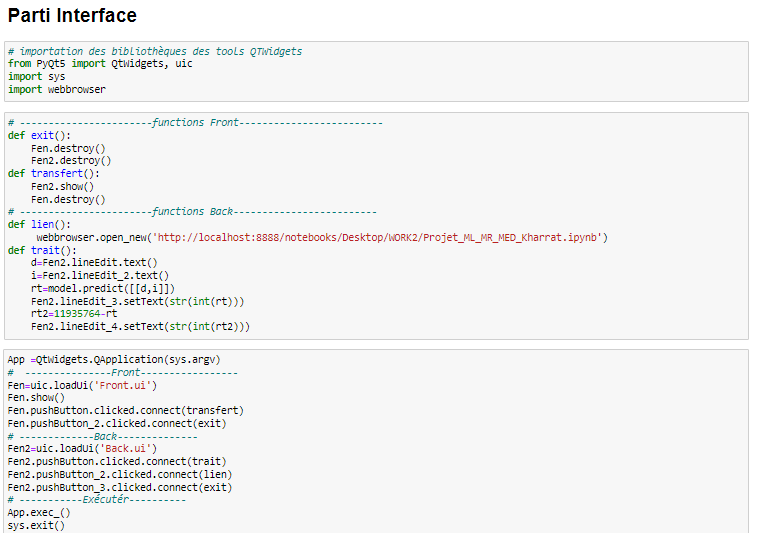 Parti Interface
# importation des bibliothèques des tools QTWidgets
from PyQt5 import QtWidgets, uic
import sys
import webbrowser
# -----------------------functions Front-------------------------
def exit():
    Fen.destroy()
    Fen2.destroy()
def transfert():
    Fen2.show()
    Fen.destroy()
# -----------------------functions Back-------------------------
def lien():
     webbrowser.open_new('http://localhost:8888/notebooks/Desktop/WORK2/Projet_ML_MR_MED_Kharrat.ipynb')
def trait():
    d=Fen2.lineEdit.text()
    i=Fen2.lineEdit_2.text()
    rt=model.predict([[d,i]])
    Fen2.lineEdit_3.setText(str(int(rt)))
    rt2=11935764-rt
    Fen2.lineEdit_4.setText(str(int(rt2)))
App =QtWidgets.QApplication(sys.argv)
#  ---------------Front-----------------
Fen=uic.loadUi('Front.ui')
Fen.show()
Fen.pushButton.clicked.connect(transfert)
Fen.pushButton_2.clicked.connect(exit)
# -------------Back--------------
Fen2=uic.loadUi('Back.ui')
Fen2.pushButton.clicked.connect(trait)
Fen2.pushButton_2.clicked.connect(lien)
Fen2.pushButton_3.clicked.connect(exit)
# -----------Exécutér----------
App.exec_()
sys.exit()